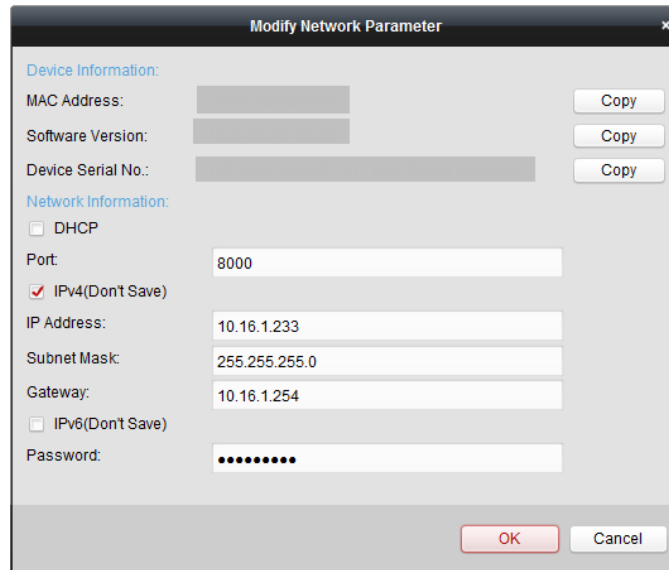 Modify Network Parameter ×
Device Information:
MAC Address: Copy
Software Version: Copy
Device Serial No.: Copy
Network Information:
DHCP
Port: 8000
IPv4(Don't Save)
IP Address: 10.16.1.233
Subnet Mask: 255.255.255.0
Gateway: 10.16.1.254
IPv6(Don't Save)
Password: •••••••••
OK Cancel